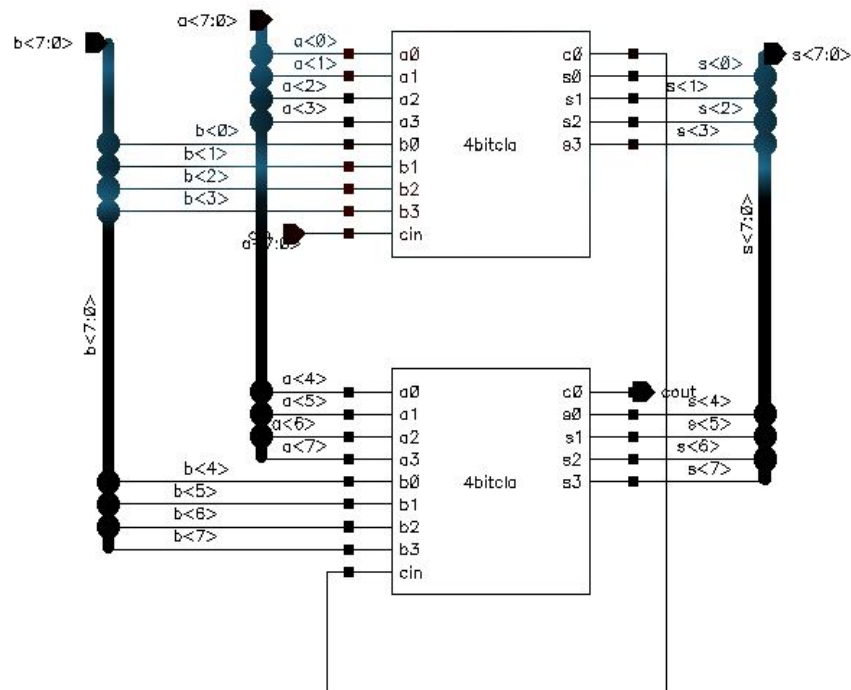 a<7:0>
b<7:0>
s<7:0>
a<0>
a<1>
a<2>
a<3>
b<0>
b<1>
b<2>
b<3>
a<7:0>
a0
a1
a2
a3
b0
b1
b2
b3
cin
4bitcla
c0
s0
s1
s2
s3
s<0>
s<1>
s<2>
s<3>
s<7:0>
b<7:0>
a<4>
a<5>
a<6>
a<7>
b<4>
b<5>
b<6>
b<7>
a0
a1
a2
a3
b0
b1
b2
b3
cin
4bitcla
c0
s0
s1
s2
s3
cout
s<4>
s<5>
s<6>
s<7>